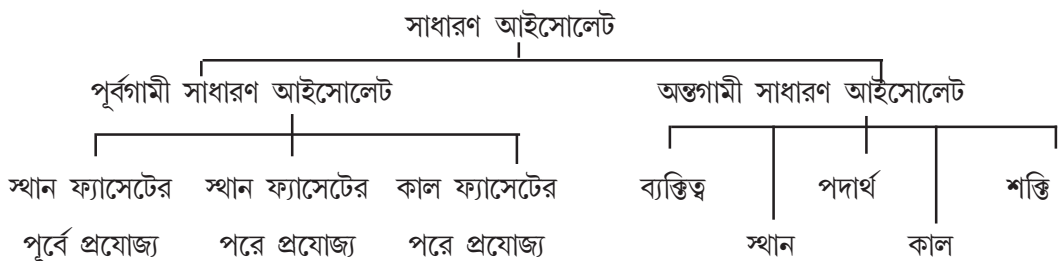 সাধারণ আইসোলেট
পূর্বগামী সাধারণ আইসোলেট অন্তগামী সাধারণ আইসোলেট
স্থান ফ্যাসেটের স্থান ফ্যাসেটের কাল ফ্যাসেটের ব্যক্তিত্ব পদার্থ শক্তি
পূর্বে প্রযোজ্য পরে প্রযোজ্য পরে প্রযোজ্য স্থান কাল